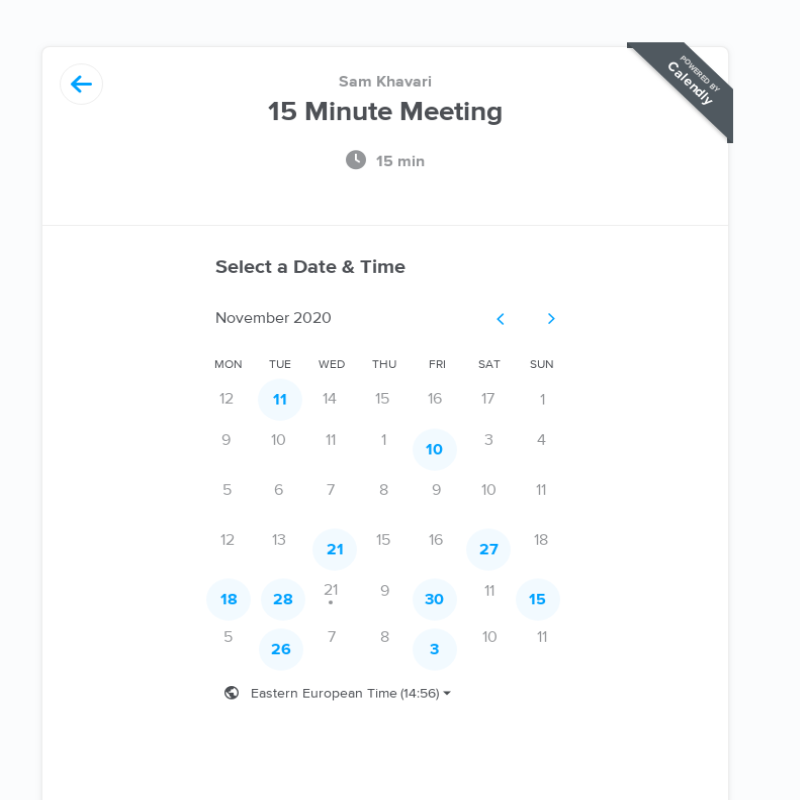 POWERED BY
Calendly
Sam Khavari
15 Minute Meeting
15 min
Select a Date & Time
November 2020
MON TUE WED THU FRI SAT SUN
12 11 14 15 16 17 1
9 10 11 1 10 3 4
5 6 7 8 9 10 11
12 13 21 15 16 27 18
18 28 21 9 30 11 15
5 26 7 8 3 10 11
Eastern European Time (14:56)